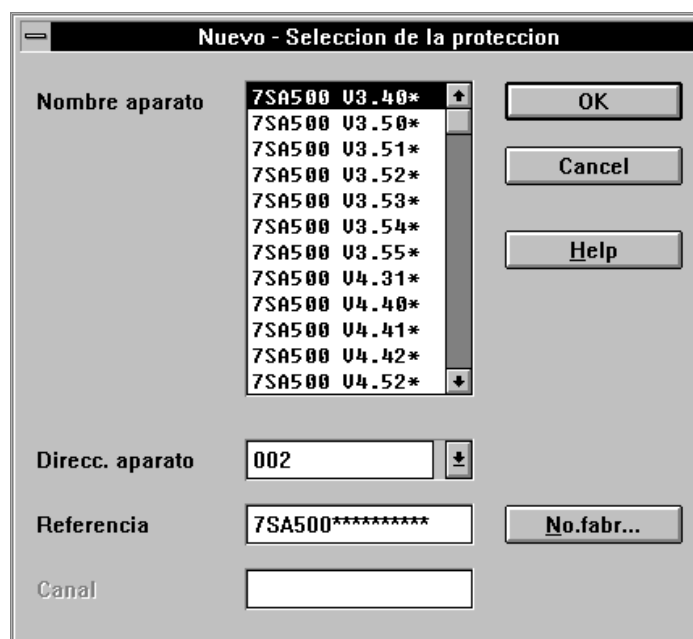 Nuevo - Seleccion de la proteccion
Nombre aparato
7SA500 V3.40*
7SA500 V3.50*
7SA500 V3.51*
7SA500 V3.52*
7SA500 V3.53*
7SA500 V3.54*
7SA500 V3.55*
7SA500 V4.31*
7SA500 V4.40*
7SA500 V4.41*
7SA500 V4.42*
7SA500 V4.52*
OK
Cancel
Help
Direcc. aparato 002
Referencia 7SA500********** No.fabr...
Canal